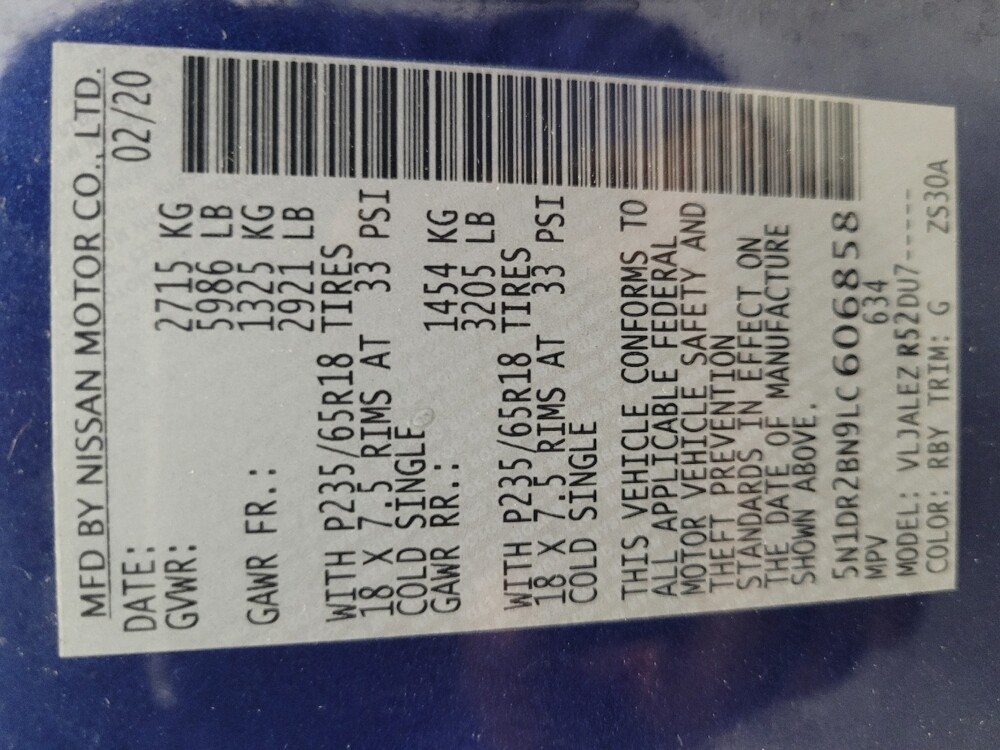 MFD BY NISSAN MOTOR CO., LTD.
DATE: 02/20
GVWR: 2715 KG
5986 LB
GAWR FR.: 1325 KG
2921 LB
WITH P235/65R18 TIRES
18 X 7.5 RIMS AT 33 PSI
COLD SINGLE
GAWR RR.: 1454 KG
3205 LB
WITH P235/65R18 TIRES
18 X 7.5 RIMS AT 33 PSI
COLD SINGLE
THIS VEHICLE CONFORMS TO
ALL APPLICABLE FEDERAL
MOTOR VEHICLE SAFETY AND
THEFT PREVENTION
STANDARDS IN EFFECT ON
THE DATE OF MANUFACTURE
SHOWN ABOVE.
5N1DR2BN9LC606858
MPV 634
MODEL: VLJALEZ R52DU7-----
COLOR: RBY TRIM: G ZS30A